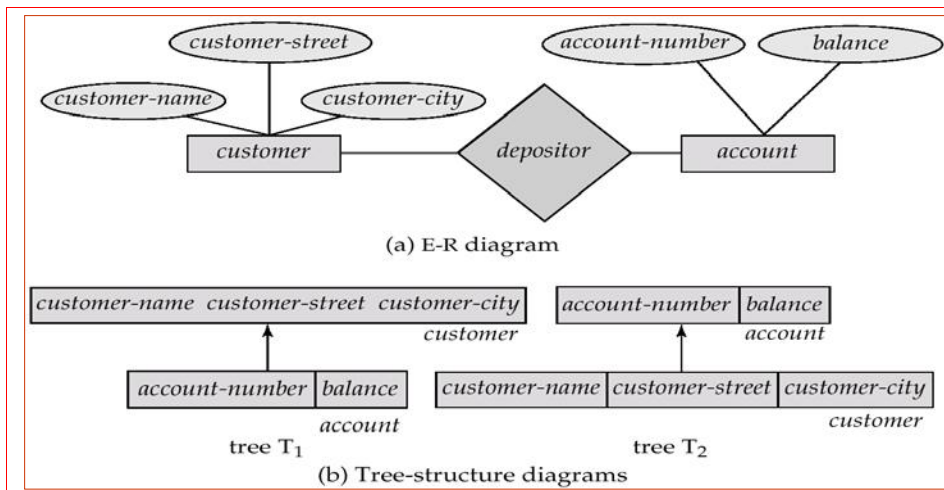 customer-street
account-number
balance
customer-name
customer-city
customer
depositor
account
(a) E-R diagram
customer-name customer-street customer-city
customer
account-number balance
account
tree T1
account-number balance
account
customer-name customer-street customer-city
customer
tree T2
(b) Tree-structure diagrams